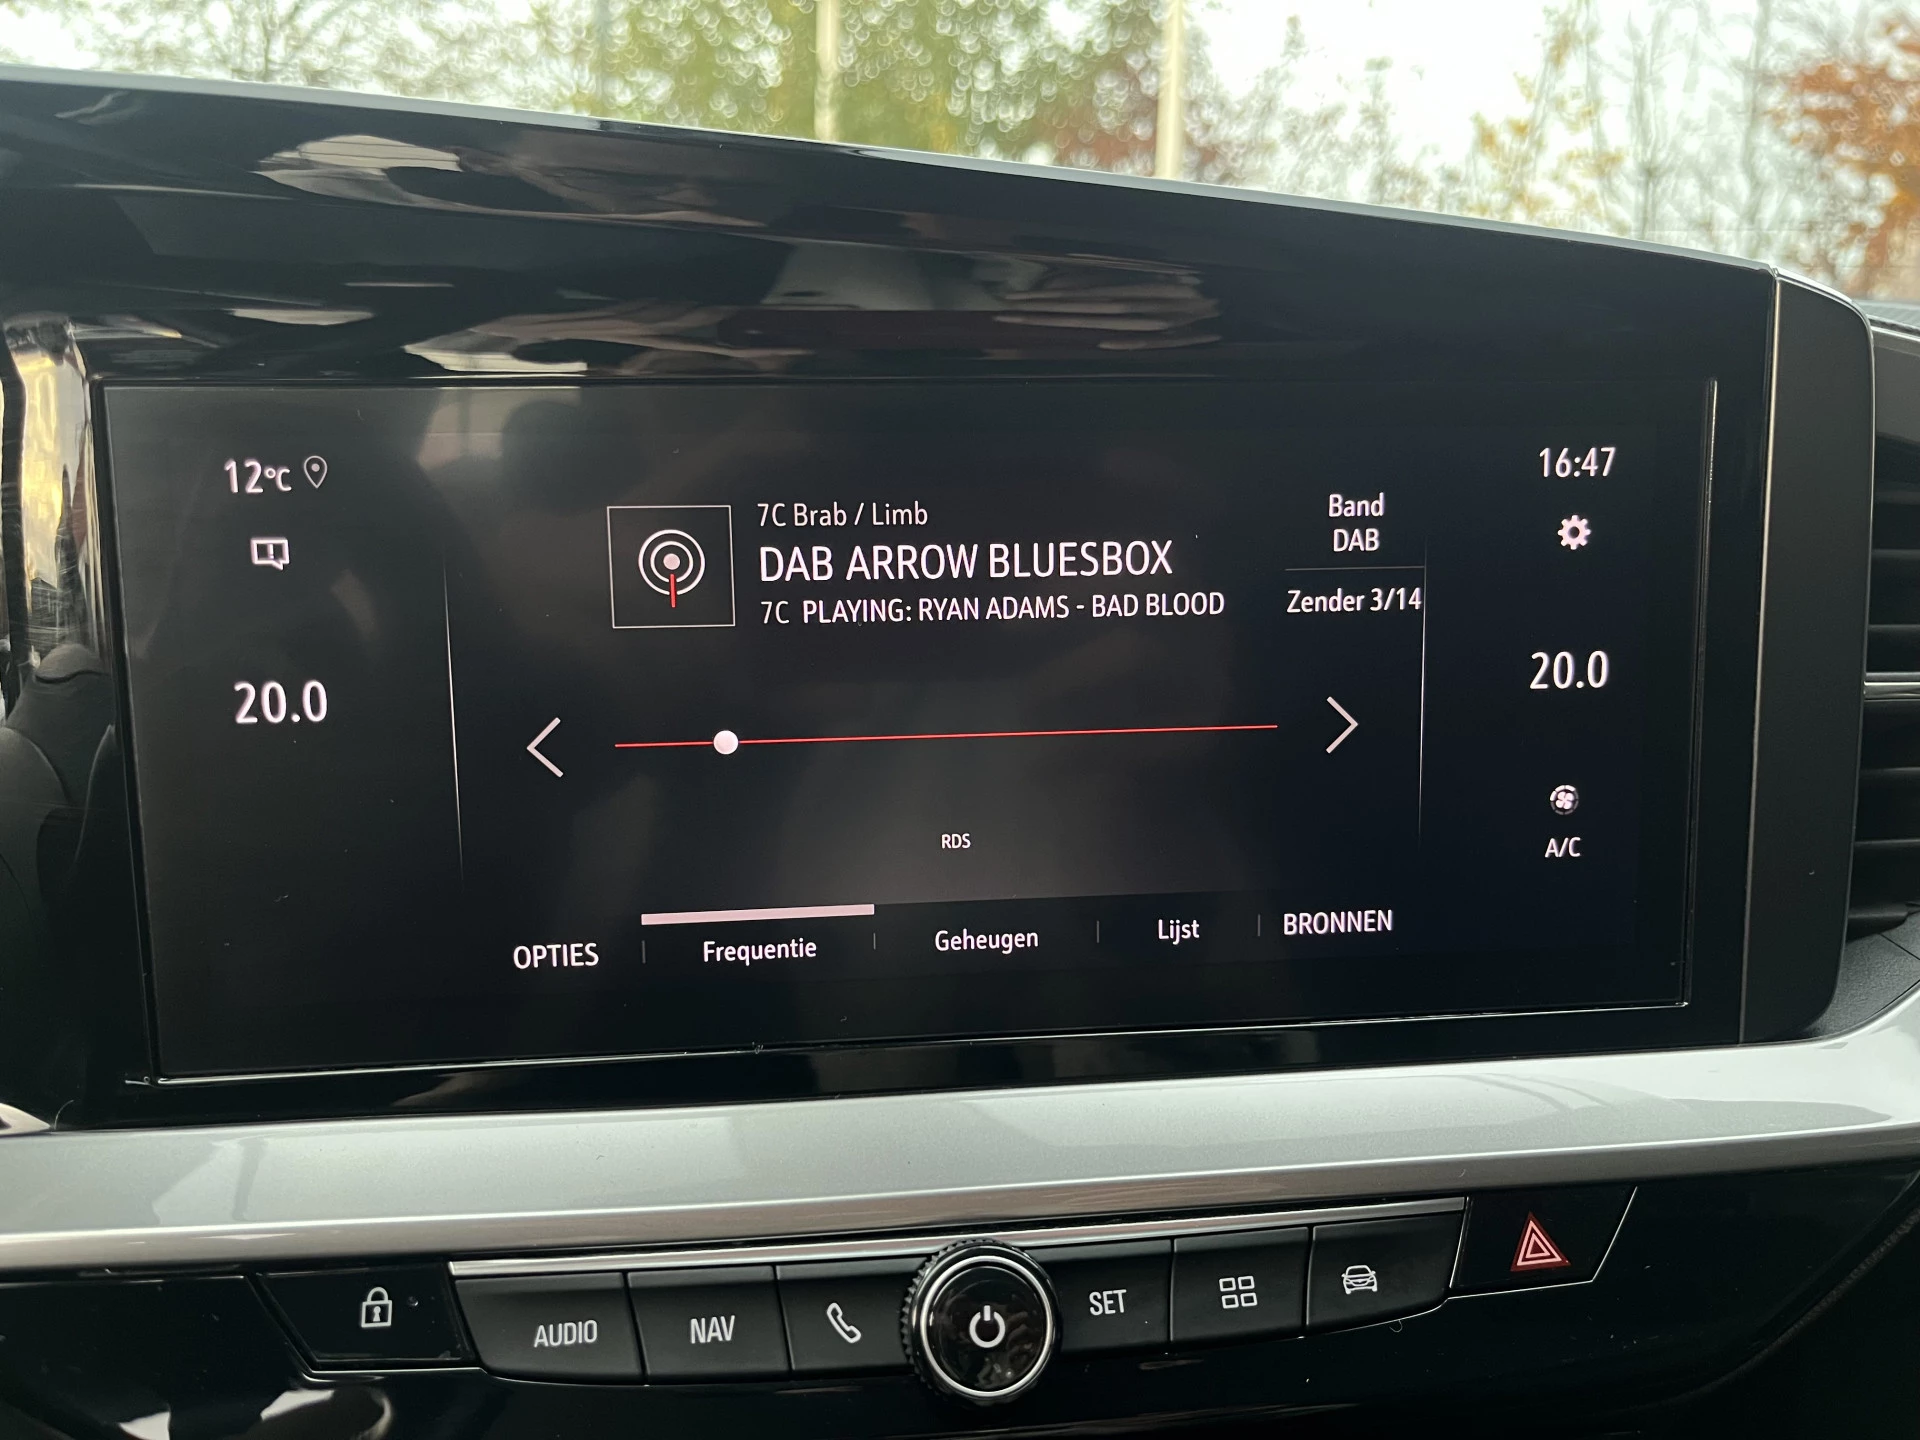 12°C
16:47
7C Brab / Limb
DAB ARROW BLUESBOX
7C PLAYING: RYAN ADAMS - BAD BLOOD
Band
DAB
Zender 3/14
20.0
20.0
RDS
A/C
OPTIES
Frequentie
Geheugen
Lijst
BRONNEN
AUDIO
NAV
SET